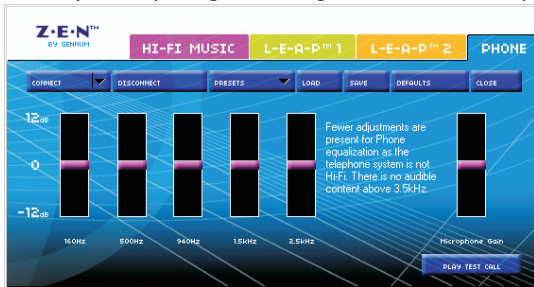 Z·E·N™
BY GENNUM
HI-FI MUSIC L-E-A-P™ 1 L-E-A-P™ 2 PHONE
CONNECT DISCONNECT PRESETS LOAD SAVE DEFAULTS CLOSE
12dB
0
-12dB
Fewer adjustments are
present for Phone
equalization as the
telephone system is not
Hi-Fi. There is no audible
content above 3.5kHz.
160Hz 500Hz 940Hz 1.5kHz 2.5kHz Microphone Gain
PLAY TEST CALL